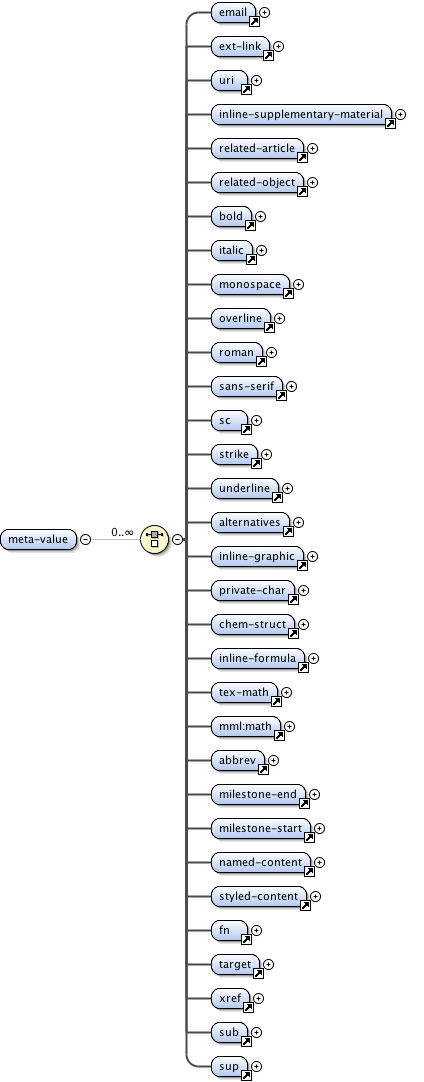 email
ext-link
uri
inline-supplementary-material
related-article
related-object
bold
italic
monospace
overline
roman
sans-serif
sc
strike
underline
alternatives
meta-value
0..∞
inline-graphic
private-char
chem-struct
inline-formula
tex-math
mml:math
abbrev
milestone-end
milestone-start
named-content
styled-content
fn
target
xref
sub
sup